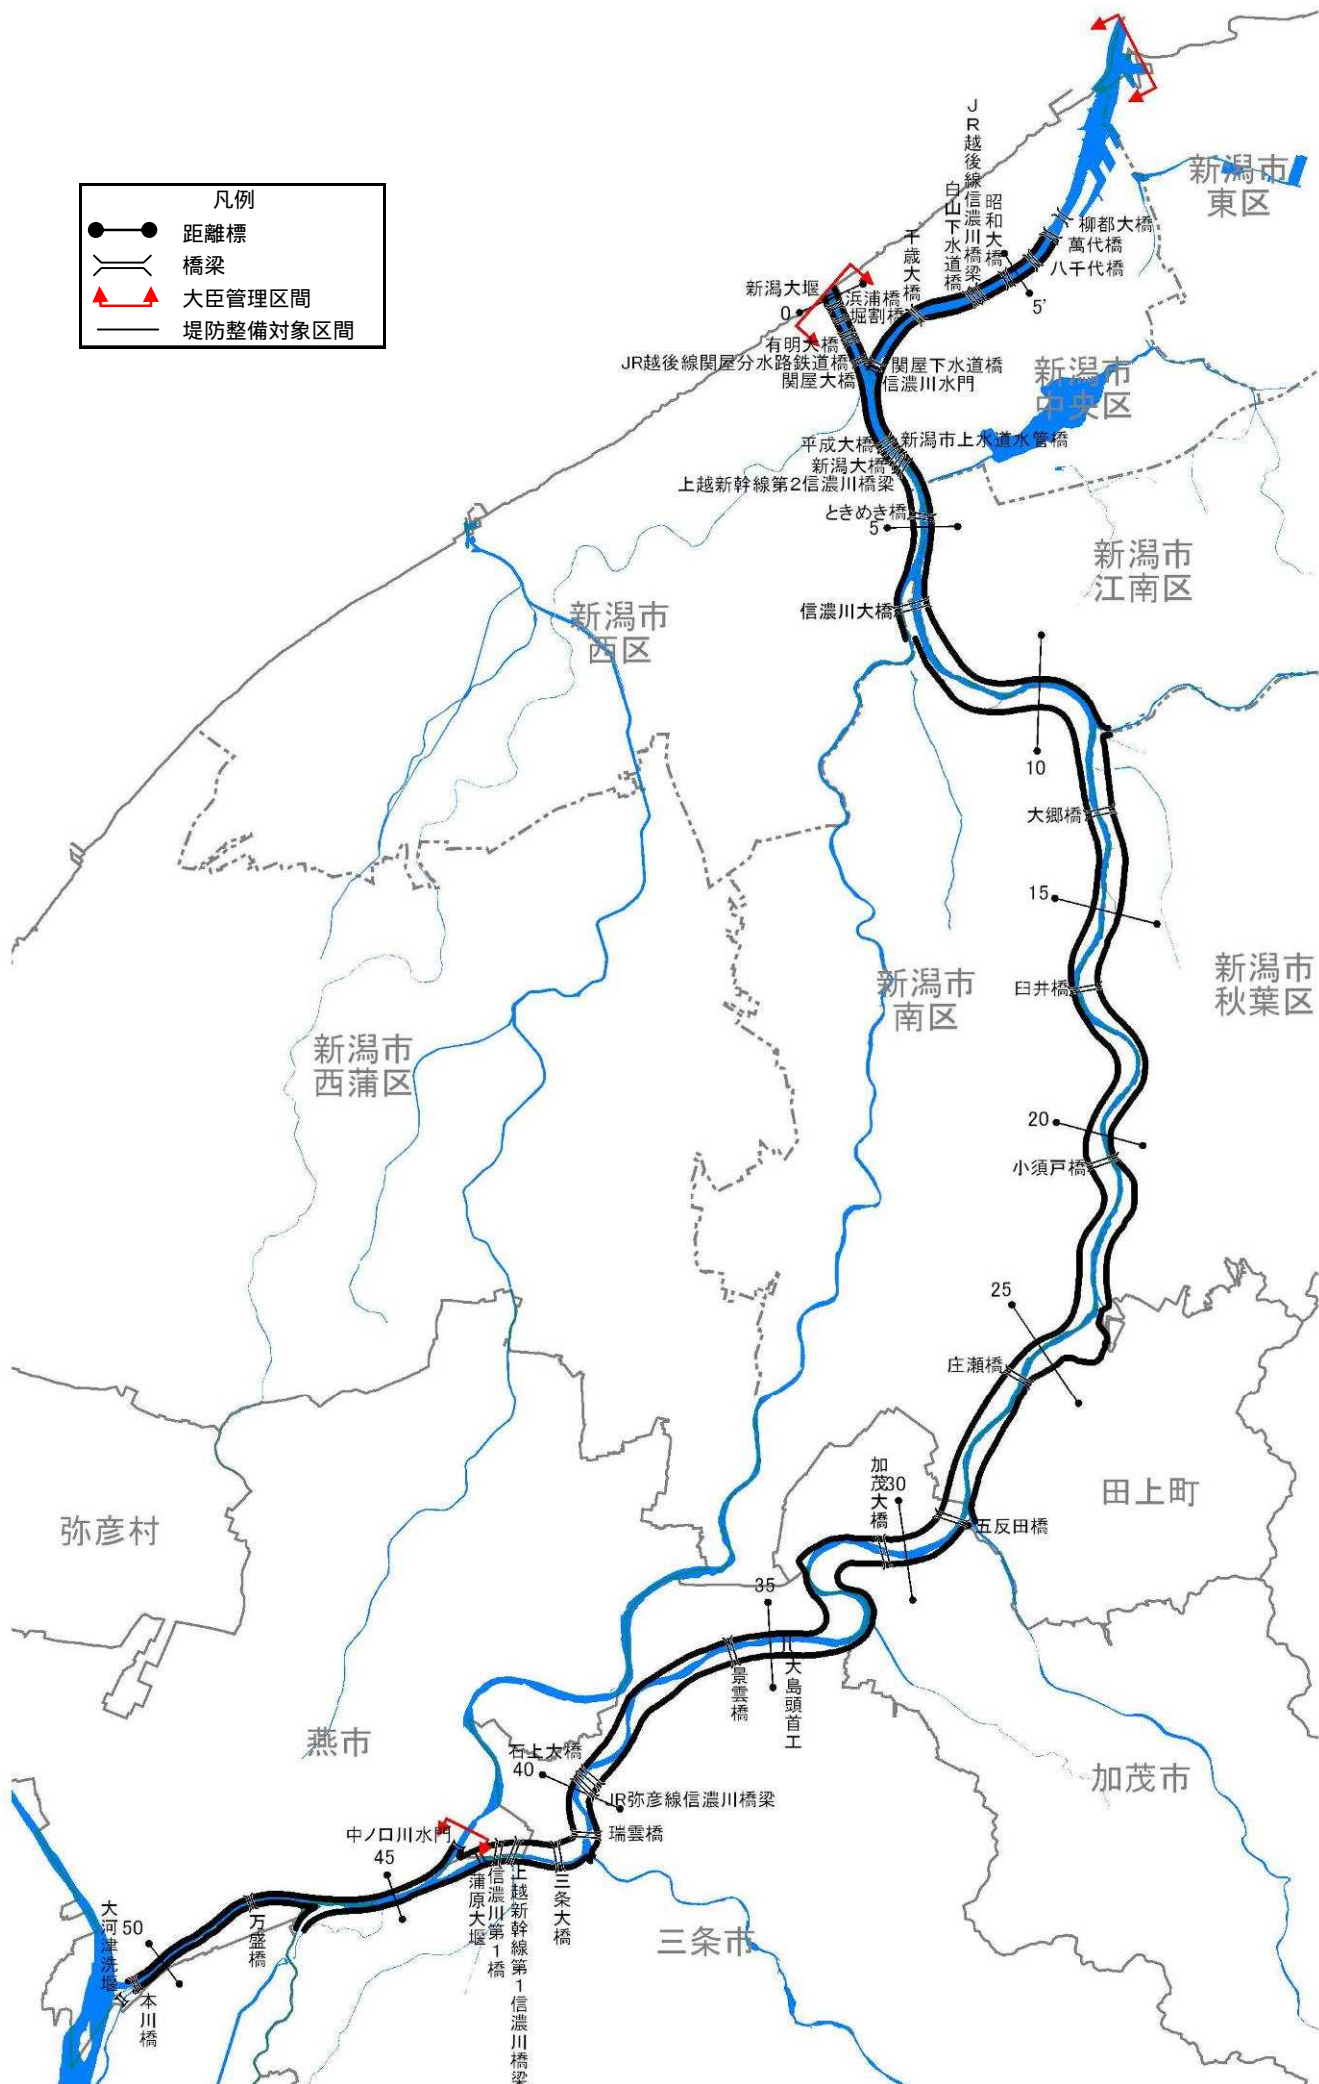 凡例
距離標
橋梁
大臣管理区間
堤防整備対象区間
新潟市
東区
柳都大橋
萬代橋
八千代橋
昭和大橋
JR越後線信濃川橋梁
白山下水道橋
千歳大橋
5'
新潟大堰
0
浜浦橋
堀割橋
有明大橋
JR越後線関屋分水路鉄道橋
関屋大橋
関屋下水道橋
信濃川水門
新潟市
中央区
平成大橋
新潟市上水道水管橋
新潟大橋
上越新幹線第2信濃川橋梁
ときめき橋
5
新潟市
江南区
信濃川大橋
新潟市
西区
10
大郷橋
15
臼井橋
新潟市
南区
新潟市
秋葉区
新潟市
西蒲区
20
小須戸橋
25
庄瀬橋
田上町
加茂大橋
30
五反田橋
弥彦村
35
景雲橋
大島頭首工
燕市
石上大橋
40
JR弥彦線信濃川橋梁
加茂市
中ノ口川水門
瑞雲橋
45
蒲原大堰
信濃川第1橋
上越新幹線第1信濃川橋梁
三条大橋
三条市
大河津洗堰
50
万盛橋
本川橋